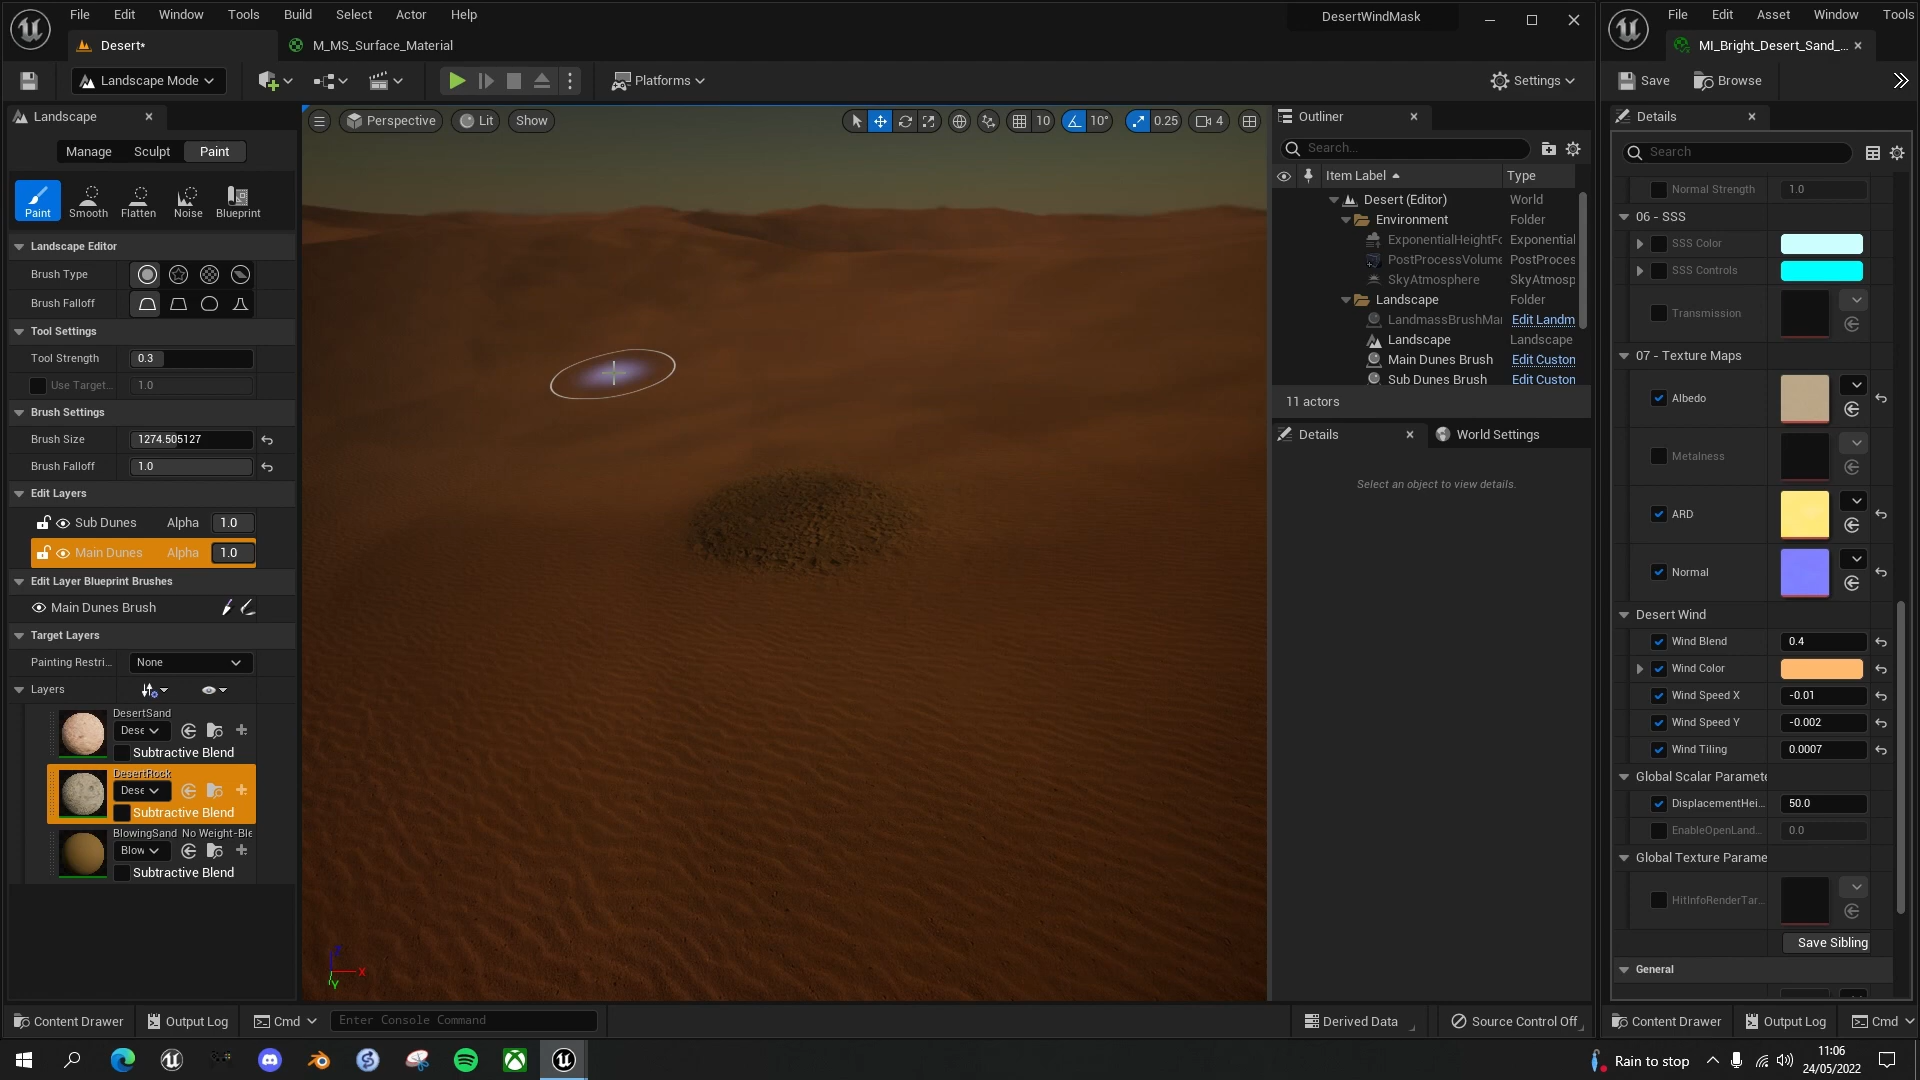 File Edit Window Tools Build Select Actor Help
DesertWindMask
File Edit Asset Window Tools
Desert*
M_MS_Surface_Material
MI_Bright_Desert_Sand_...
Landscape Mode
Platforms
Settings
Save
Browse
Landscape
Manage Sculpt Paint
Paint Smooth Flatten Noise Blueprint
Landscape Editor
Brush Type
Brush Falloff
Tool Settings
Tool Strength 0.3
Use Target... 1.0
Brush Settings
Brush Size 1274.505127
Brush Falloff 1.0
Edit Layers
Sub Dunes Alpha 1.0
Main Dunes Alpha 1.0
Edit Layer Blueprint Brushes
Main Dunes Brush
Target Layers
Painting Restri... None
Layers
DesertSand
Dese
Subtractive Blend
DesertRock
Dese
Subtractive Blend
BlowingSand No Weight-Ble
Blow
Subtractive Blend
Perspective Lit Show
10 10° 0.25 4
X
Y
Outliner
Search...
Item Label Type
Desert (Editor) World
Environment Folder
ExponentialHeightFo Exponential
PostProcessVolume PostProces
SkyAtmosphere SkyAtmosp
Landscape Folder
LandmassBrushMan Edit Landm
Landscape Landscape
Main Dunes Brush Edit Custon
Sub Dunes Brush Edit Custon
11 actors
Details
World Settings
Select an object to view details.
Details
Search
Normal Strength 1.0
06 - SSS
SSS Color
SSS Controls
Transmission
07 - Texture Maps
Albedo
Metalness
ARD
Normal
Desert Wind
Wind Blend 0.4
Wind Color
Wind Speed X -0.01
Wind Speed Y -0.002
Wind Tiling 0.0007
Global Scalar Paramete
DisplacementHei... 50.0
EnableOpenLand... 0.0
Global Texture Parame
HitInfoRenderTar...
Save Sibling
General
Content Drawer
Output Log
Cmd
Enter Console Command
Derived Data
Source Control Off
Content Drawer
Output Log
Cmd
Rain to stop
11:06
24/05/2022